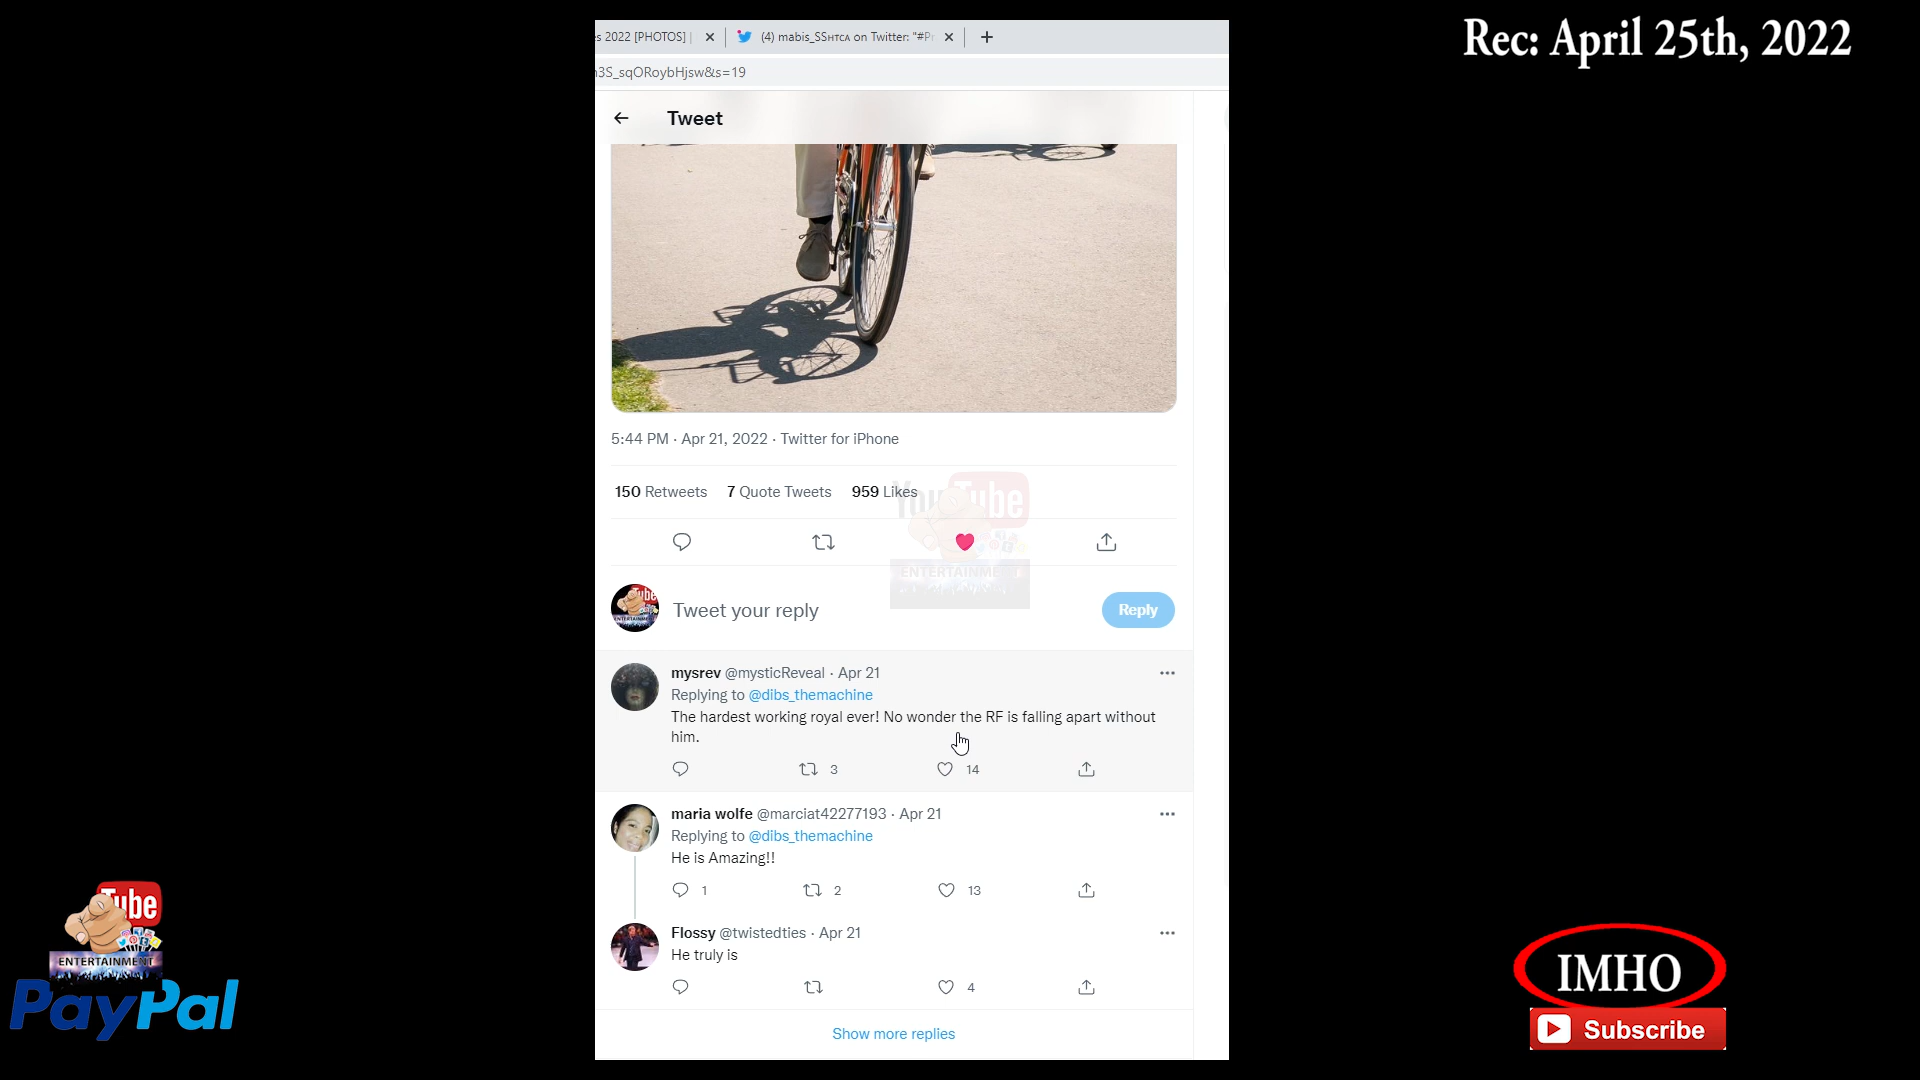 Rec: April 25th, 2022
s 2022 [PHOTOS] |
(4) mabis_SSHTCA on Twitter: "#Pr
3S_sqORoybHjsw&s=19
Tweet
5:44 PM · Apr 21, 2022 · Twitter for iPhone
150 Retweets 7 Quote Tweets 959 Likes
YouTube
ENTERTAINMENT
Tweet your reply
Reply
mysrev @mysticReveal · Apr 21
Replying to @dibs_themachine
The hardest working royal ever! No wonder the RF is falling apart without
him.
3 14
maria wolfe @marciat42277193 · Apr 21
Replying to @dibs_themachine
He is Amazing!!
1 2 13
Flossy @twistedties · Apr 21
He truly is
4
Show more replies
Tube
ENTERTAINMENT
PayPal
IMHO
Subscribe